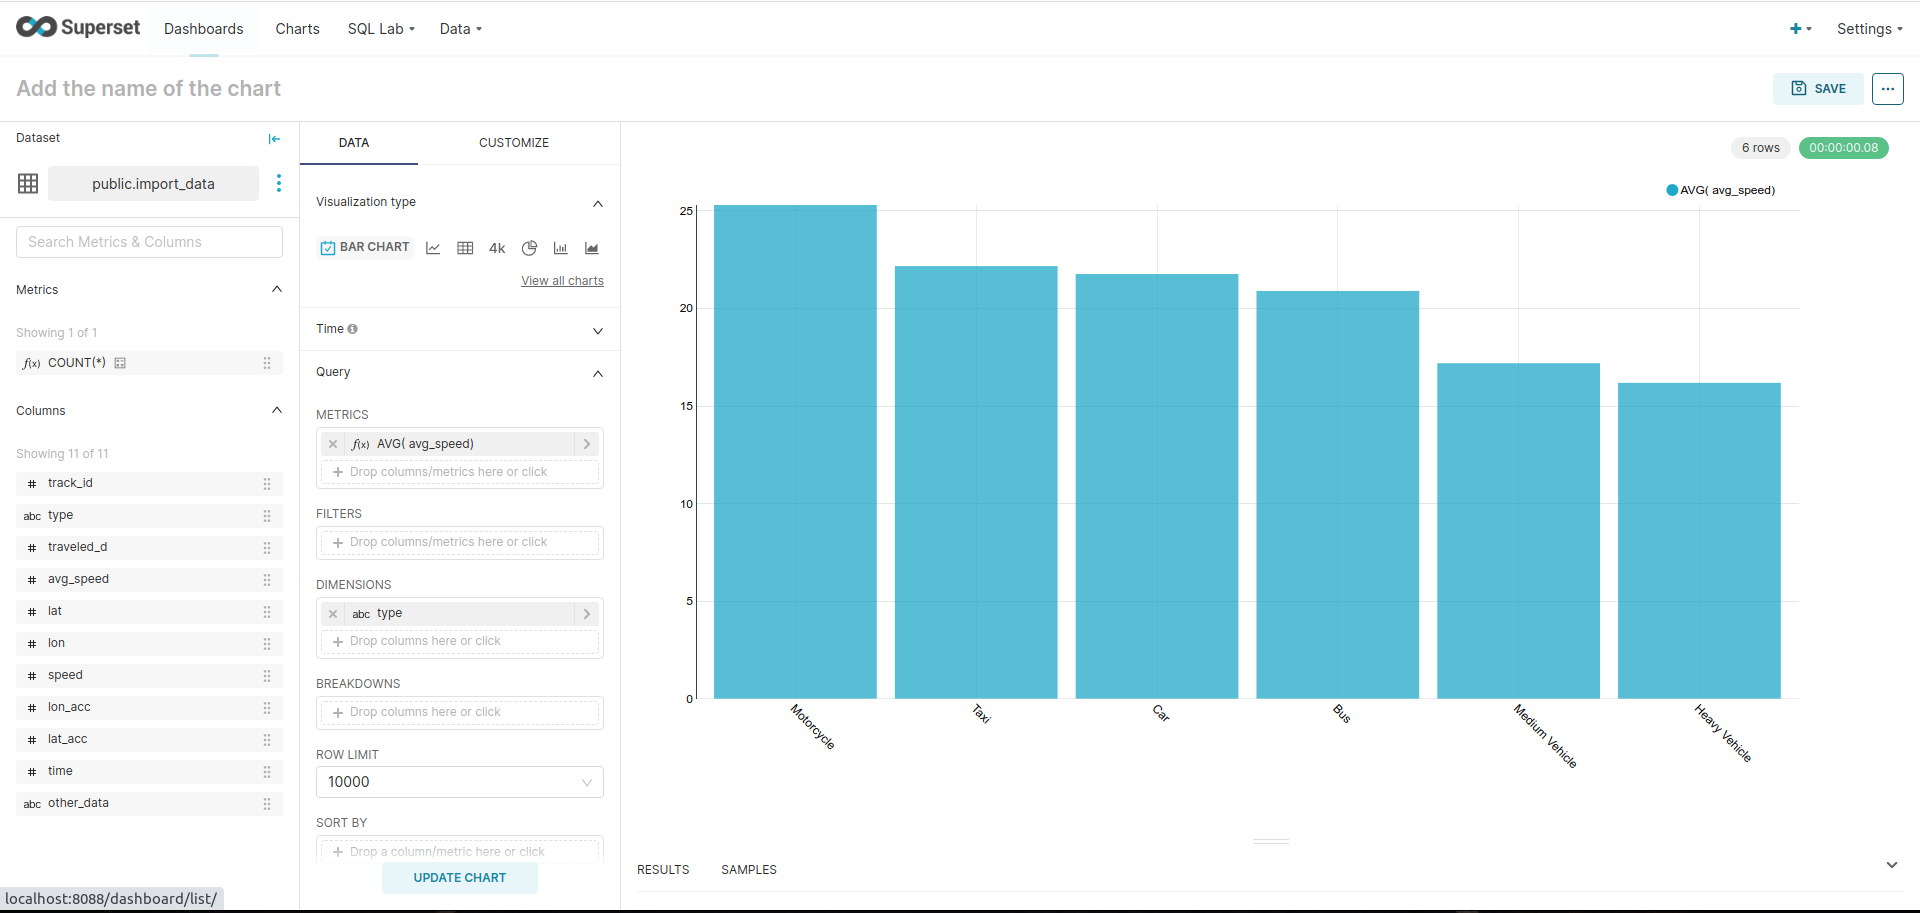 Superset Dashboards Charts SQL Lab Data Settings
Add the name of the chart
SAVE
Dataset
public.import_data
Search Metrics & Columns
Metrics
Showing 1 of 1
f(x) COUNT(*)
Columns
Showing 11 of 11
# track_id
abc type
# traveled_d
# avg_speed
# lat
# lon
# speed
# lon_acc
# lat_acc
# time
abc other_data
localhost:8088/dashboard/list/
DATA CUSTOMIZE
Visualization type
BAR CHART 4k
View all charts
Time
Query
METRICS
f(x) AVG( avg_speed)
+ Drop columns/metrics here or click
FILTERS
+ Drop columns/metrics here or click
DIMENSIONS
abc type
+ Drop columns here or click
BREAKDOWNS
+ Drop columns here or click
ROW LIMIT
10000
SORT BY
+ Drop a column/metric here or click
UPDATE CHART
6 rows 00:00:00.08
AVG( avg_speed)
25
20
15
10
5
0
Motorcycle
Taxi
Car
Bus
Medium Vehicle
Heavy Vehicle
RESULTS SAMPLES